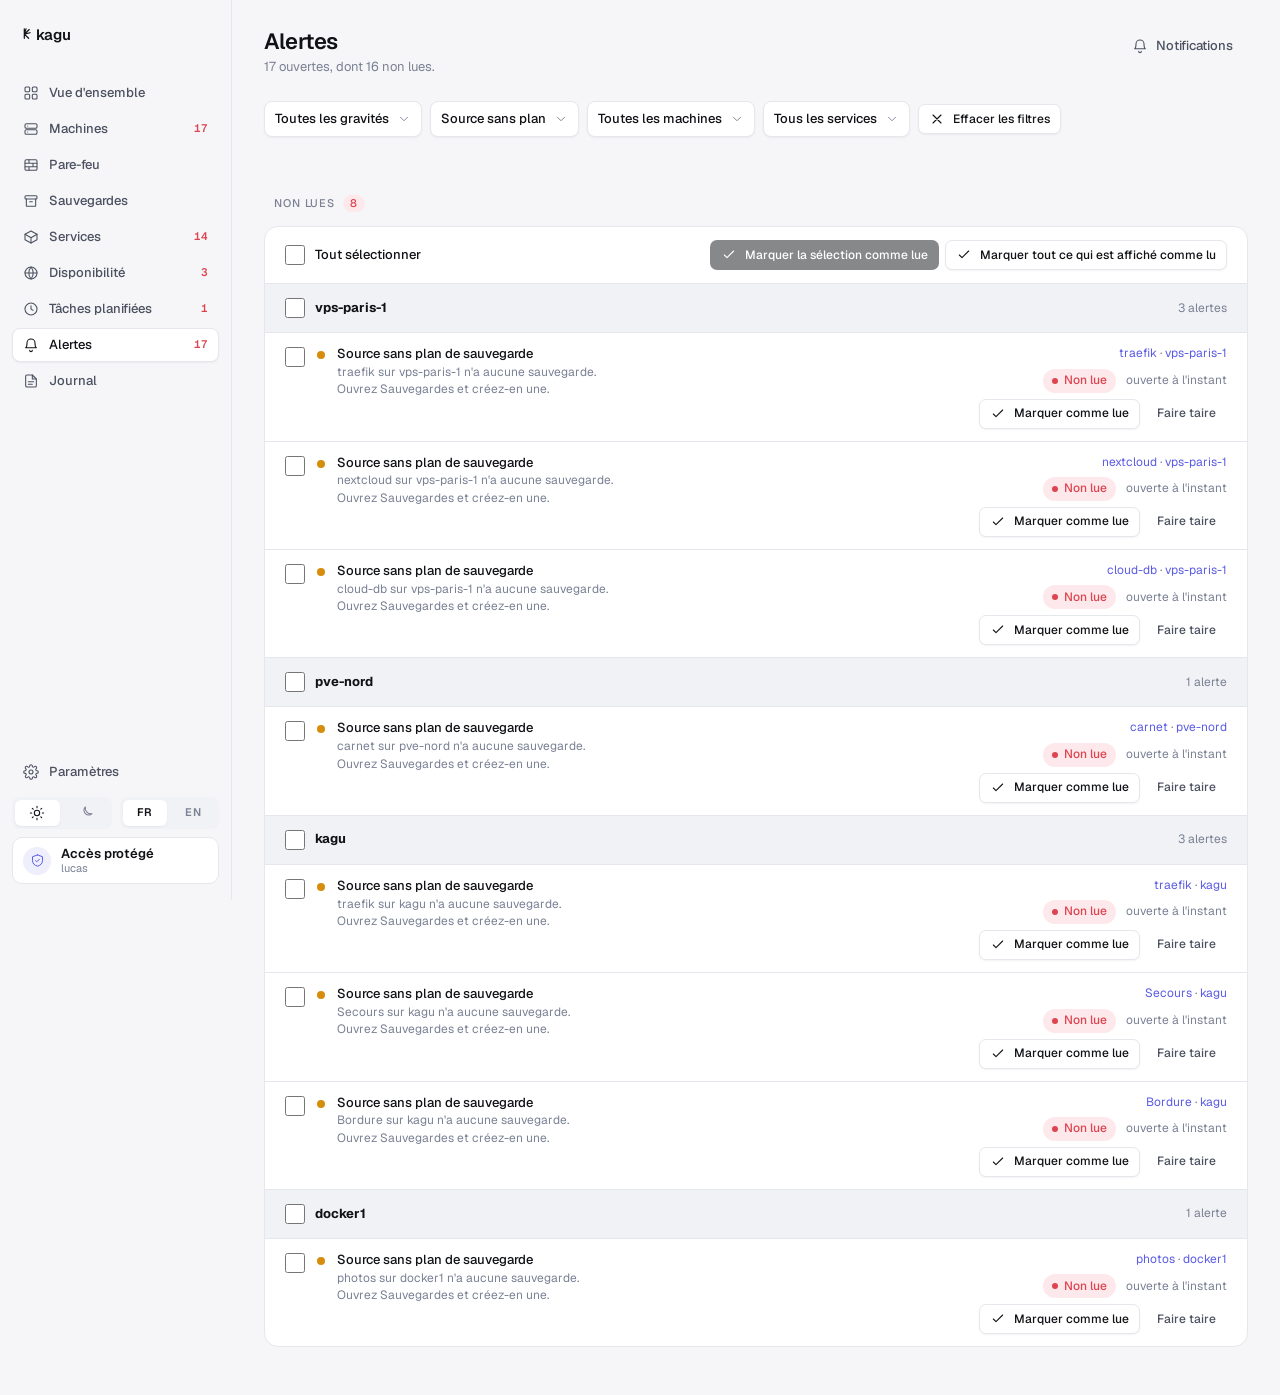 kagu
Vue d'ensemble
Machines 17
Pare-feu
Sauvegardes
Services 14
Disponibilité 3
Tâches planifiées 1
Alertes 17
Journal
Paramètres
FR EN
Accès protégé
lucas
Alertes
17 ouvertes, dont 16 non lues.
Notifications
Toutes les gravités Source sans plan Toutes les machines Tous les services Effacer les filtres
NON LUES 8
Tout sélectionner Marquer la sélection comme lue Marquer tout ce qui est affiché comme lu
vps-paris-1 3 alertes
Source sans plan de sauvegarde traefik · vps-paris-1
traefik sur vps-paris-1 n'a aucune sauvegarde.
Ouvrez Sauvegardes et créez-en une.
Non lue ouverte à l'instant
Marquer comme lue Faire taire
Source sans plan de sauvegarde nextcloud · vps-paris-1
nextcloud sur vps-paris-1 n'a aucune sauvegarde.
Ouvrez Sauvegardes et créez-en une.
Non lue ouverte à l'instant
Marquer comme lue Faire taire
Source sans plan de sauvegarde cloud-db · vps-paris-1
cloud-db sur vps-paris-1 n'a aucune sauvegarde.
Ouvrez Sauvegardes et créez-en une.
Non lue ouverte à l'instant
Marquer comme lue Faire taire
pve-nord 1 alerte
Source sans plan de sauvegarde carnet · pve-nord
carnet sur pve-nord n'a aucune sauvegarde.
Ouvrez Sauvegardes et créez-en une.
Non lue ouverte à l'instant
Marquer comme lue Faire taire
kagu 3 alertes
Source sans plan de sauvegarde traefik · kagu
traefik sur kagu n'a aucune sauvegarde.
Ouvrez Sauvegardes et créez-en une.
Non lue ouverte à l'instant
Marquer comme lue Faire taire
Source sans plan de sauvegarde Secours · kagu
Secours sur kagu n'a aucune sauvegarde.
Ouvrez Sauvegardes et créez-en une.
Non lue ouverte à l'instant
Marquer comme lue Faire taire
Source sans plan de sauvegarde Bordure · kagu
Bordure sur kagu n'a aucune sauvegarde.
Ouvrez Sauvegardes et créez-en une.
Non lue ouverte à l'instant
Marquer comme lue Faire taire
docker1 1 alerte
Source sans plan de sauvegarde photos · docker1
photos sur docker1 n'a aucune sauvegarde.
Ouvrez Sauvegardes et créez-en une.
Non lue ouverte à l'instant
Marquer comme lue Faire taire